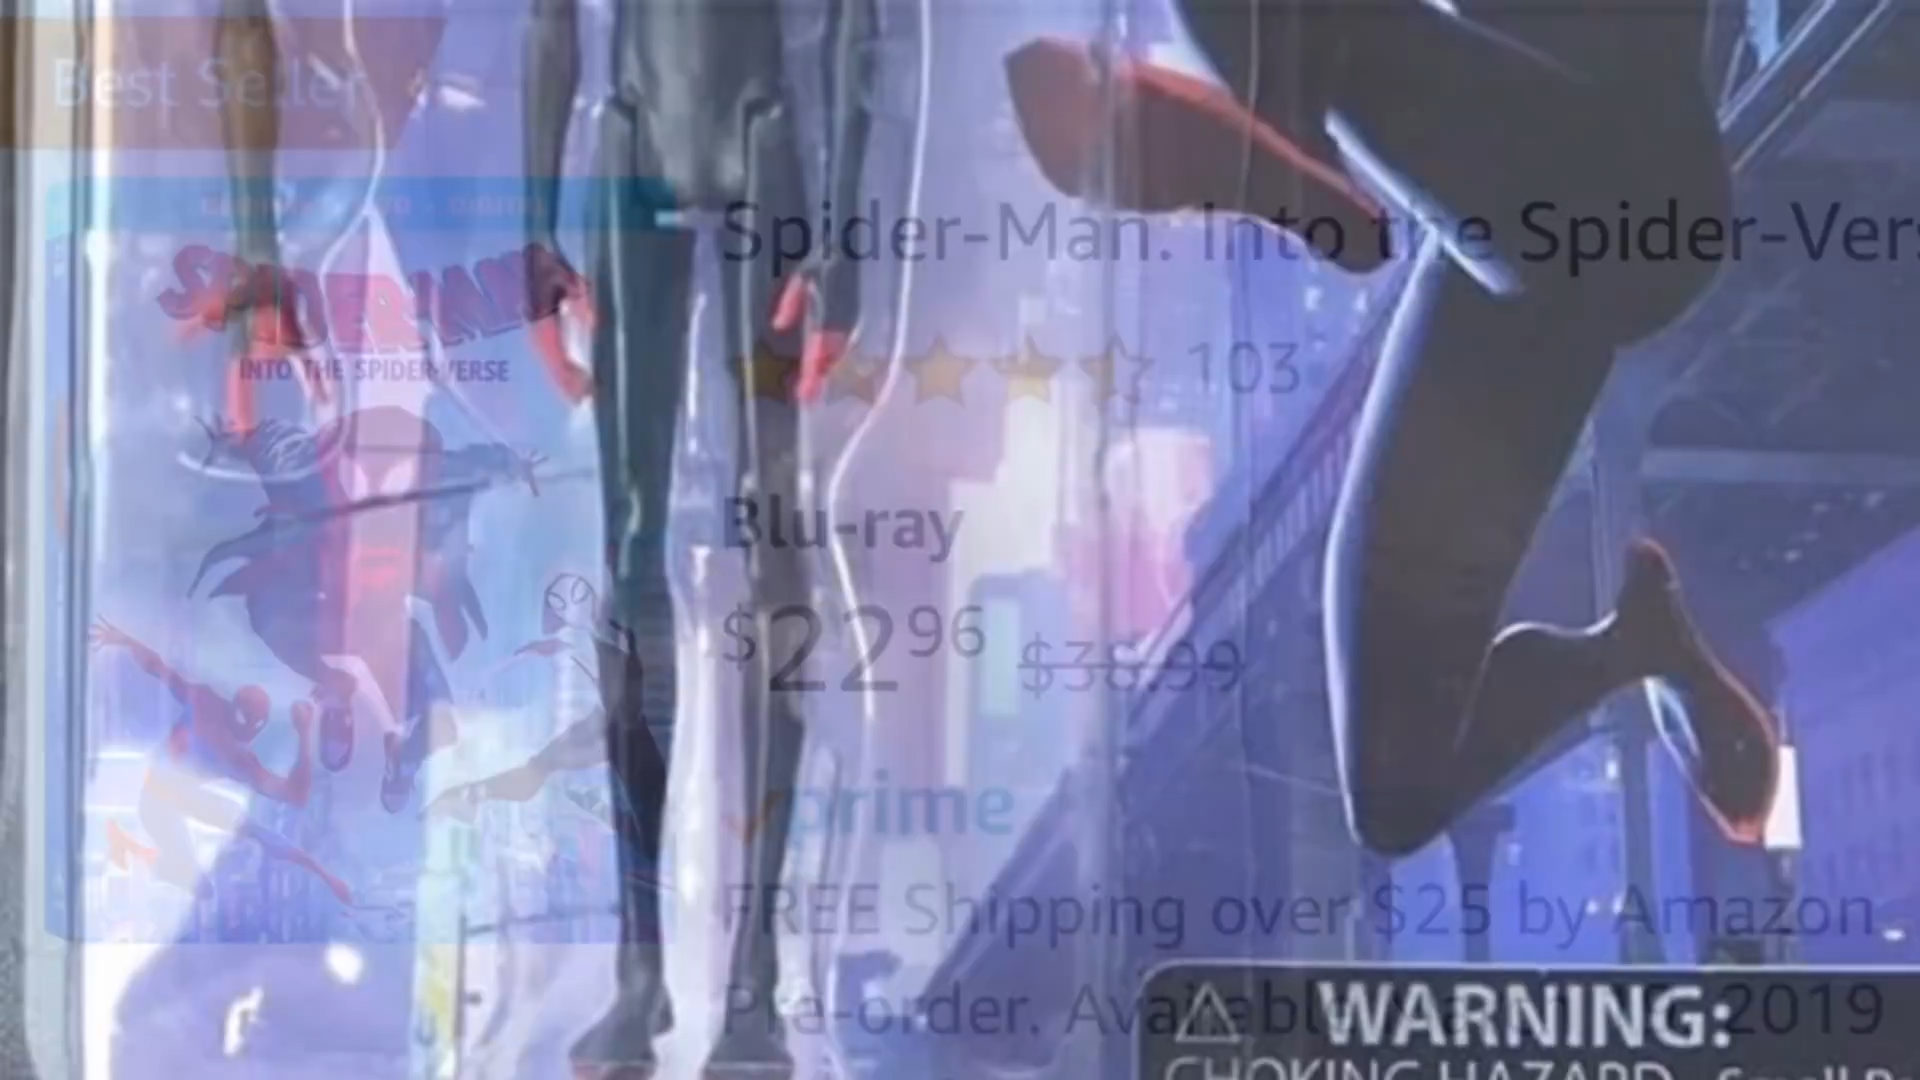 Best Seller
SPIDER-MAN
INTO THE SPIDER-VERSE
Spider-Man: Into the Spider-Vers
103
Blu-ray
$22.96 $38.99
prime
FREE Shipping over $25 by Amazon
Pre-order. Available 2019
WARNING:
CHOKING HAZARD